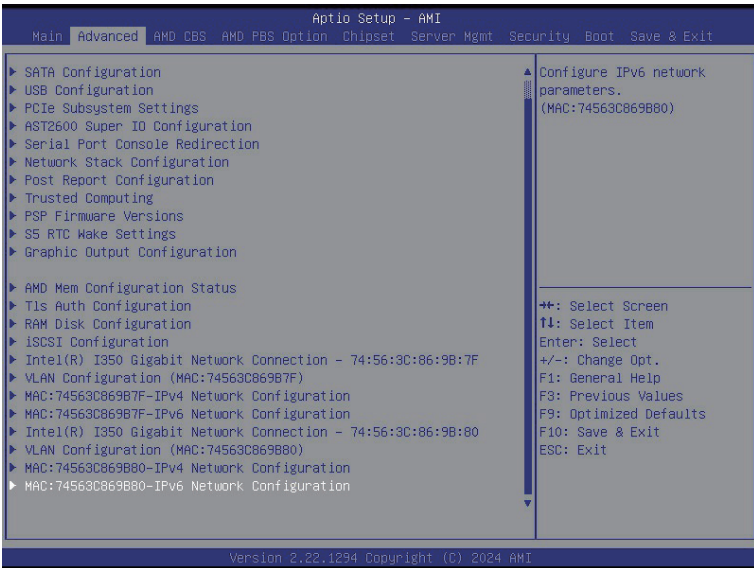 Aptio Setup - AMI
Main Advanced AMD CBS AMD PBS Option Chipset Server Mgmt Security Boot Save & Exit
SATA Configuration
USB Configuration
PCIe Subsystem Settings
AST2600 Super IO Configuration
Serial Port Console Redirection
Network Stack Configuration
Post Report Configuration
Trusted Computing
PSP Firmware Versions
S5 RTC Wake Settings
Graphic Output Configuration
AMD Mem Configuration Status
Tls Auth Configuration
RAM Disk Configuration
iSCSI Configuration
Intel(R) I350 Gigabit Network Connection - 74:56:3C:86:9B:7F
VLAN Configuration (MAC:74563C869B7F)
MAC:74563C869B7F-IPv4 Network Configuration
MAC:74563C869B7F-IPv6 Network Configuration
Intel(R) I350 Gigabit Network Connection - 74:56:3C:86:9B:80
VLAN Configuration (MAC:74563C869B80)
MAC:74563C869B80-IPv4 Network Configuration
MAC:74563C869B80-IPv6 Network Configuration
Configure IPv6 network
parameters.
(MAC:74563C869B80)
→←: Select Screen
↑↓: Select Item
Enter: Select
+/-: Change Opt.
F1: General Help
F3: Previous Values
F9: Optimized Defaults
F10: Save & Exit
ESC: Exit
Version 2.22.1294 Copyright (C) 2024 AMI